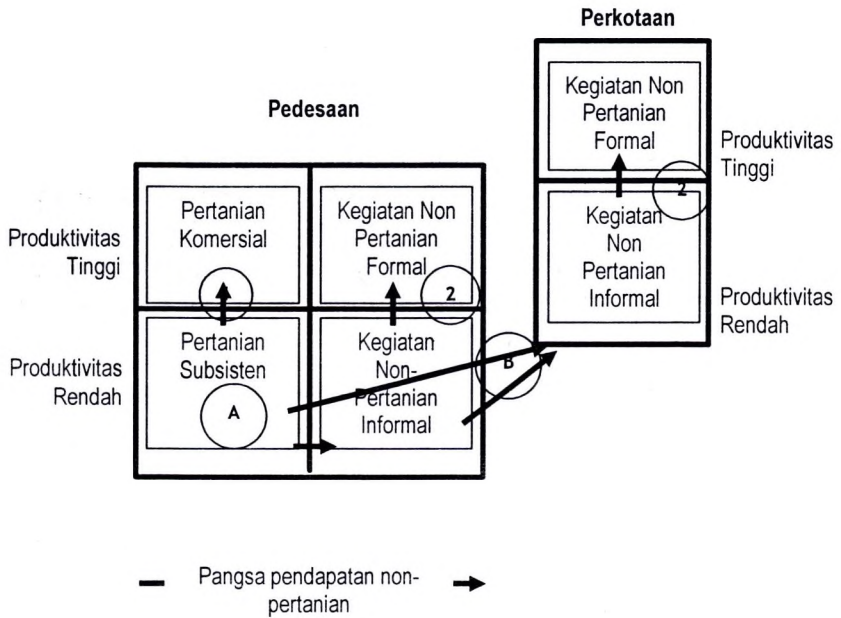 Perkotaan
Kegiatan Non
Pertanian
Formal
Produktivitas
Tinggi
2
Kegiatan
Non
Pertanian
Informal
Produktivitas
Rendah
Pedesaan
Produktivitas
Tinggi
Pertanian
Komersial
Kegiatan Non
Pertanian
Formal
2
Produktivitas
Rendah
Pertanian
Subsisten
A
Kegiatan
Non-
Pertanian
Informal
B
Pangsa pendapatan non-
pertanian